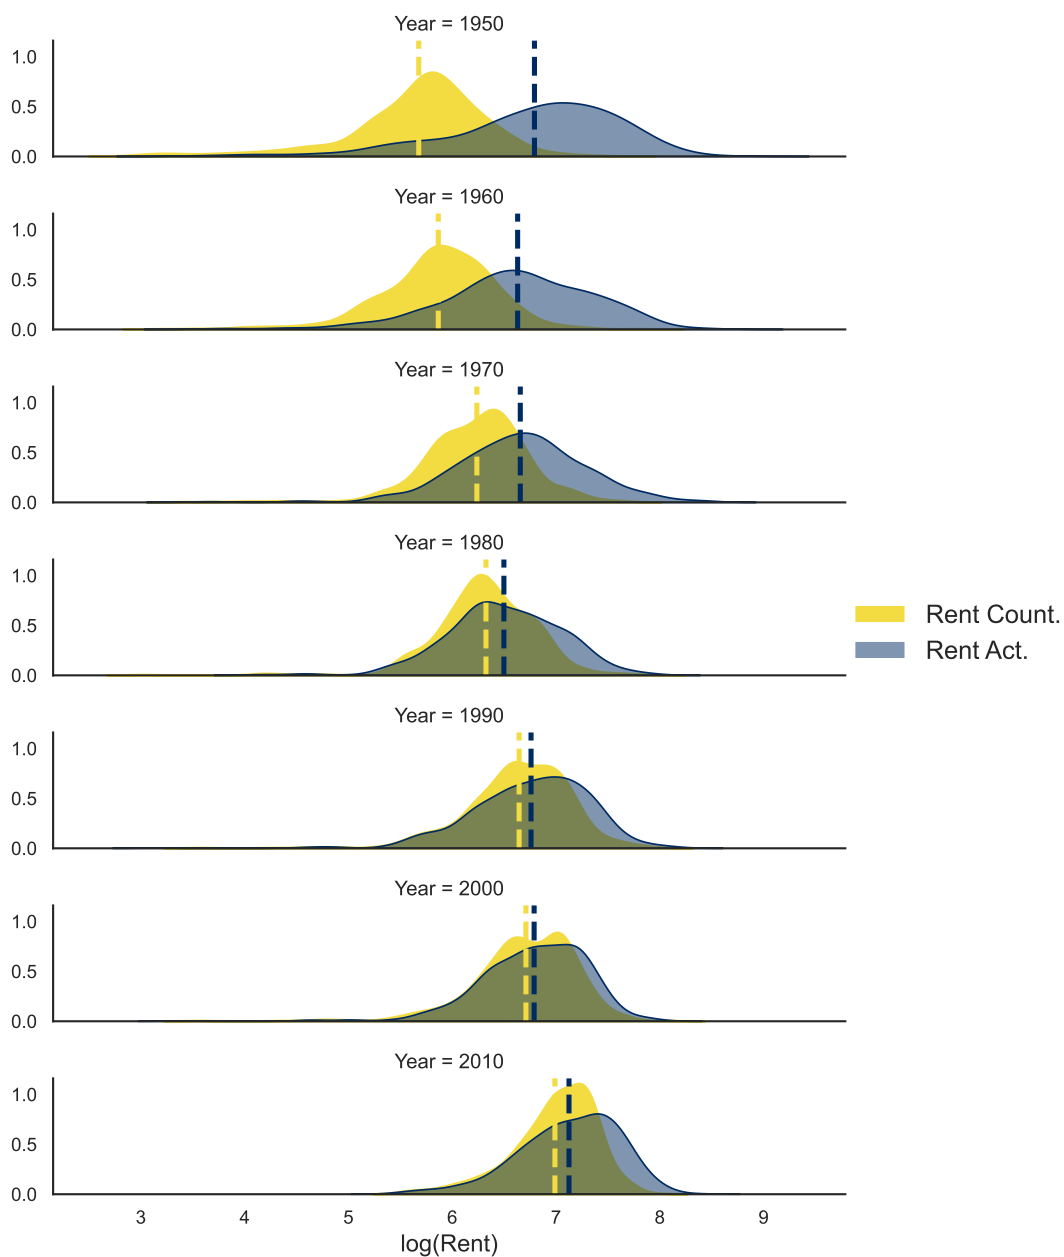 Year = 1950
1.0
0.5
0.0
Year = 1960
1.0
0.5
0.0
Year = 1970
1.0
0.5
0.0
Year = 1980
1.0
0.5
0.0
Rent Count.
Rent Act.
Year = 1990
1.0
0.5
0.0
Year = 2000
1.0
0.5
0.0
Year = 2010
1.0
0.5
0.0
3 4 5 6 7 8 9
log(Rent)